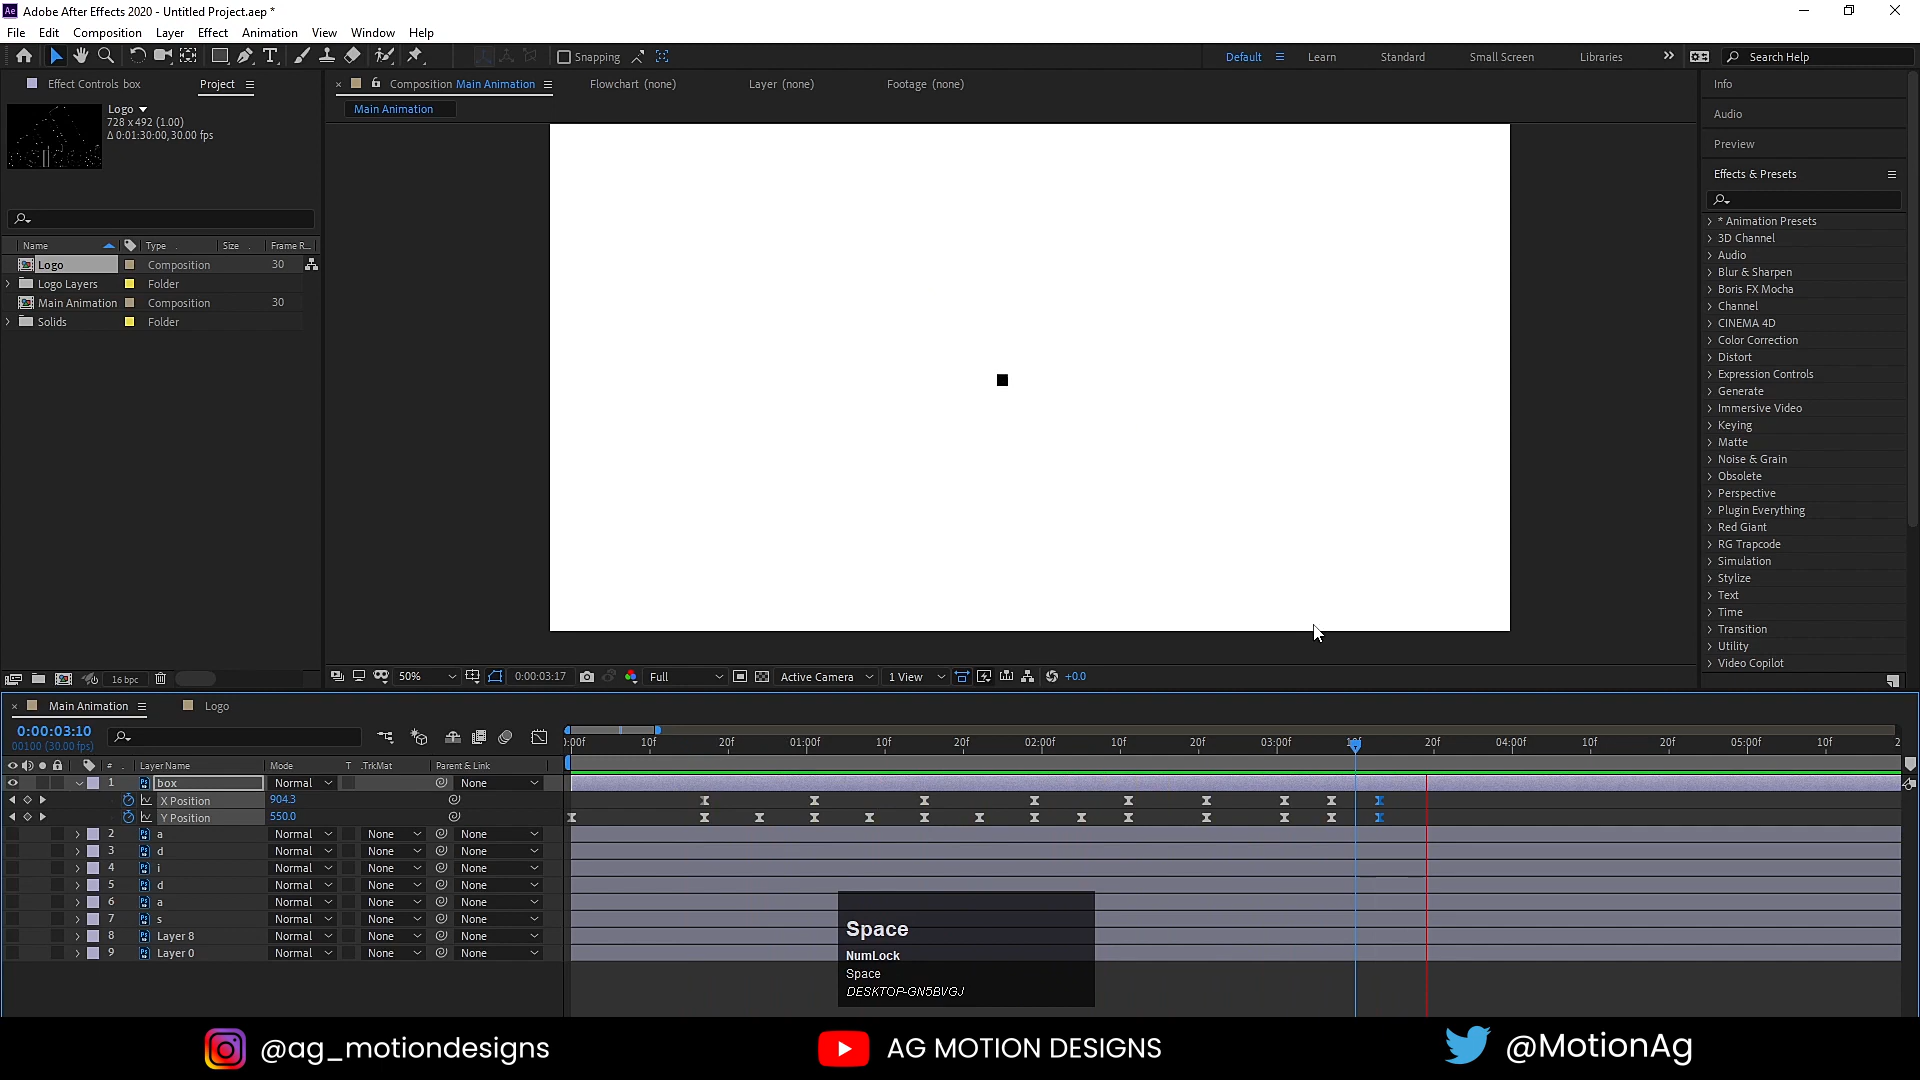 Adobe After Effects 2020 - Untitled Project.aep *
File Edit Composition Layer Effect Animation View Window Help
Snapping
Default Learn Standard Small Screen Libraries Search Help
Effect Controls box Project
Composition Main Animation Flowchart (none) Layer (none) Footage (none)
Main Animation
Logo
728 x 492 (1.00)
Δ 0:01:30:00, 30.00 fps
Name Type Size Frame R...
Logo Composition 30
Logo Layers Folder
Main Animation Composition 30
Solids Folder
16 bpc
50% 0:00:03:17 Full Active Camera 1 View +0.0
Info
Audio
Preview
Effects & Presets
* Animation Presets
3D Channel
Audio
Blur & Sharpen
Boris FX Mocha
Channel
CINEMA 4D
Color Correction
Distort
Expression Controls
Generate
Immersive Video
Keying
Matte
Noise & Grain
Obsolete
Perspective
Plugin Everything
Red Giant
RG Trapcode
Simulation
Stylize
Text
Time
Transition
Utility
Video Copilot
Main Animation Logo
0:00:03:10
00100 (30.00 fps)
):00f 10f 20f 01:00f 10f 20f 02:00f 10f 20f 03:00f 20f 04:00f 10f 20f 05:00f 10f 2
# Layer Name Mode T .TrkMat Parent & Link
1 box Normal None
X Position 904.3
Y Position 550.0
2 a Normal None None
3 d Normal None None
4 i Normal None None
5 d Normal None None
6 a Normal None None
7 s Normal None None
8 Layer 8 Normal None None
9 Layer 0 Normal None None
Space
NumLock
Space
DESKTOP-GN5BVGJ
@ag_motiondesigns AG MOTION DESIGNS @MotionAg